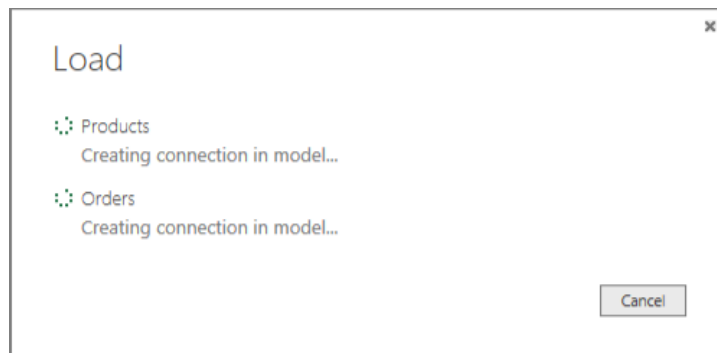 Load
Products
Creating connection in model...
Orders
Creating connection in model...
Cancel